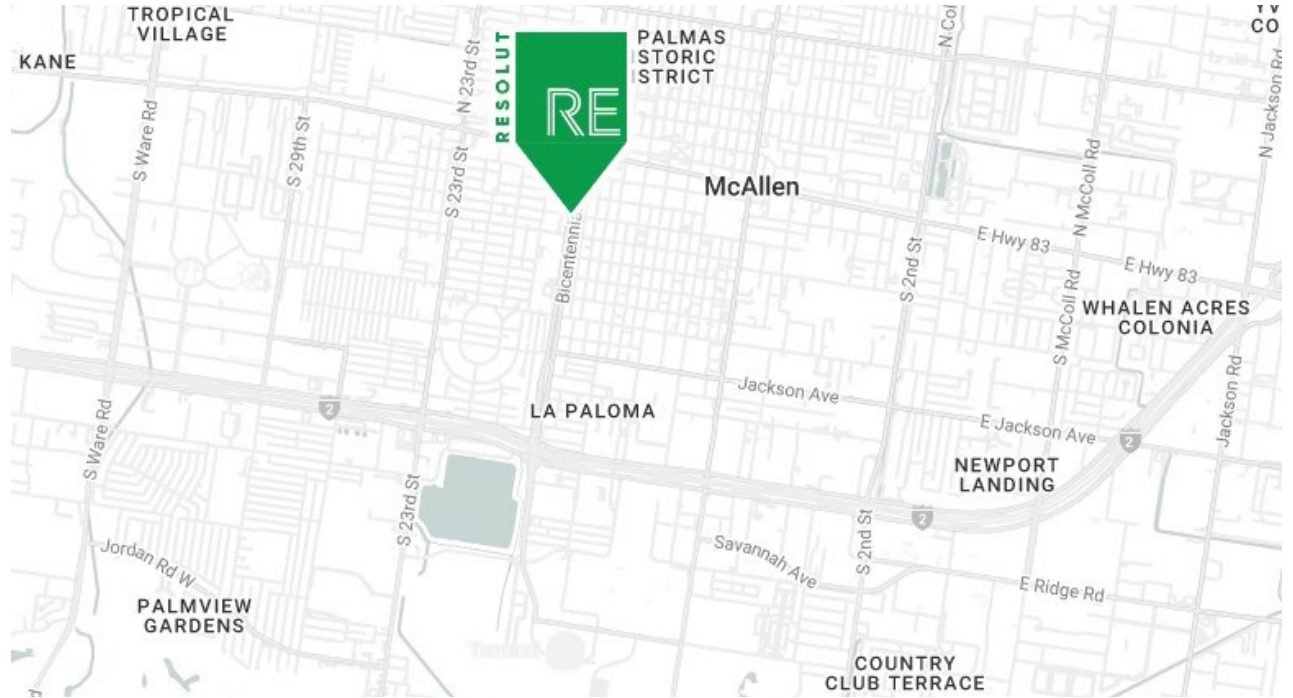 TROPICAL
VILLAGE
KANE
S Ware Rd
S 29th St
N 23rd St
S 23rd St
RESOLUT
RE
PALMAS
STORIC
STRICT
McAllen
N Col
CO
N Jackson Rd
N McColl Rd
E Hwy 83
E Hwy 83
S 2nd St
S McColl Rd
WHALEN ACRES
COLONIA
Bicentennia
Jackson Ave
E Jackson Ave
Jackson Rd
LA PALOMA
2
2
2
S Ware Rd
S 23rd St
NEWPORT
LANDING
S 2nd St
Savannah Ave
E Ridge Rd
Jordan Rd W
PALMVIEW
GARDENS
COUNTRY
CLUB TERRACE